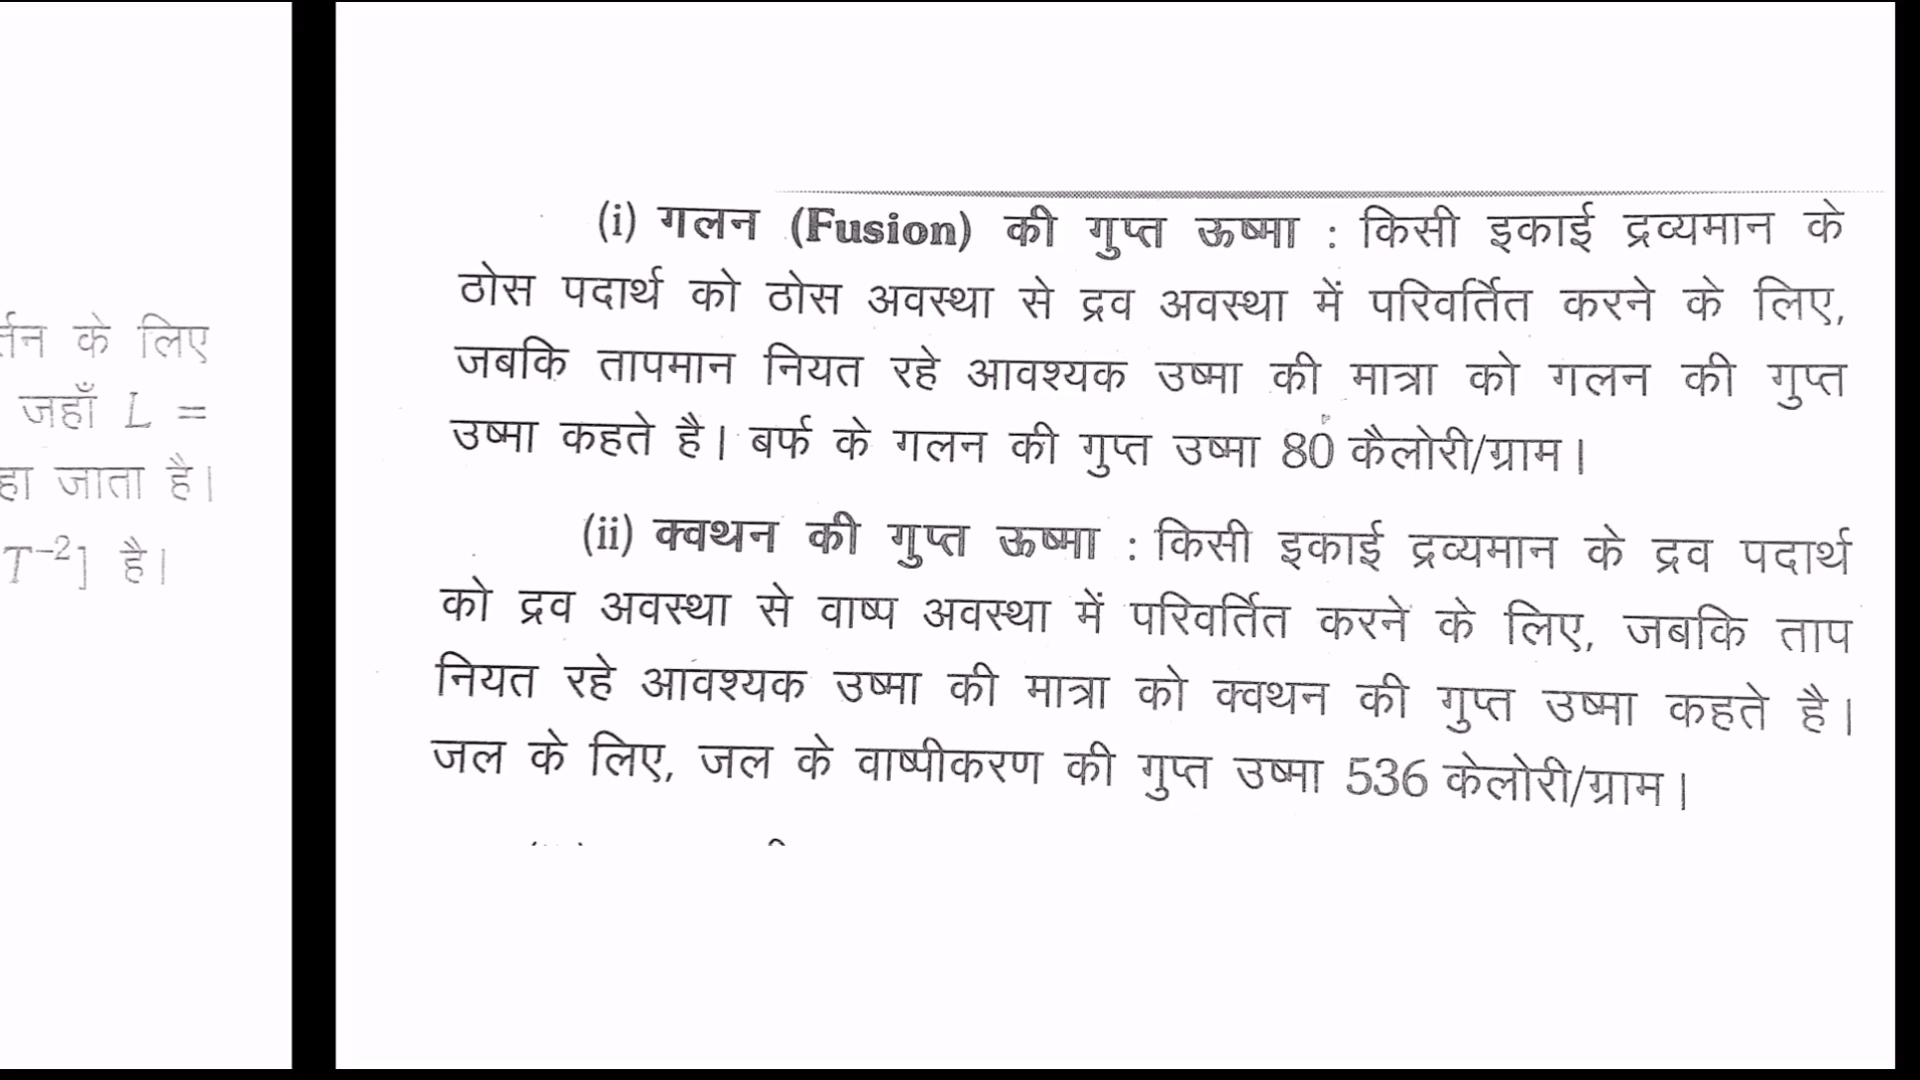 के लिए
जहाँ L =
जाता है।
T⁻²] है।
(i) गलन (Fusion) की गुप्त ऊष्मा : किसी इकाई द्रव्यमान के
ठोस पदार्थ को ठोस अवस्था से द्रव अवस्था में परिवर्तित करने के लिए,
जबकि तापमान नियत रहे आवश्यक उष्मा की मात्रा को गलन की गुप्त
उष्मा कहते है। बर्फ के गलन की गुप्त उष्मा 80 कैलोरी/ग्राम।
(ii) क्वथन की गुप्त ऊष्मा : किसी इकाई द्रव्यमान के द्रव पदार्थ
को द्रव अवस्था से वाष्प अवस्था में परिवर्तित करने के लिए, जबकि ताप
नियत रहे आवश्यक उष्मा की मात्रा को क्वथन की गुप्त उष्मा कहते है।
जल के लिए, जल के वाष्पीकरण की गुप्त उष्मा 536 केलोरी/ग्राम।